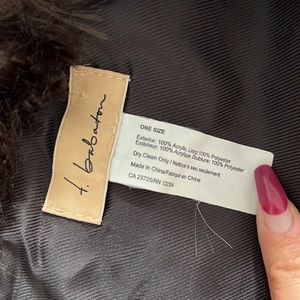 t. babaton
ONE SIZE
Exterior: 100% Acrylic Lining 100% Polyester
Extérieur: 100% Acrylique Doublure: 100% Polyester
Dry Clean Only / Nettoyer à sec seulement
Made in China/Fabriqué en Chine
CA 23725/RN